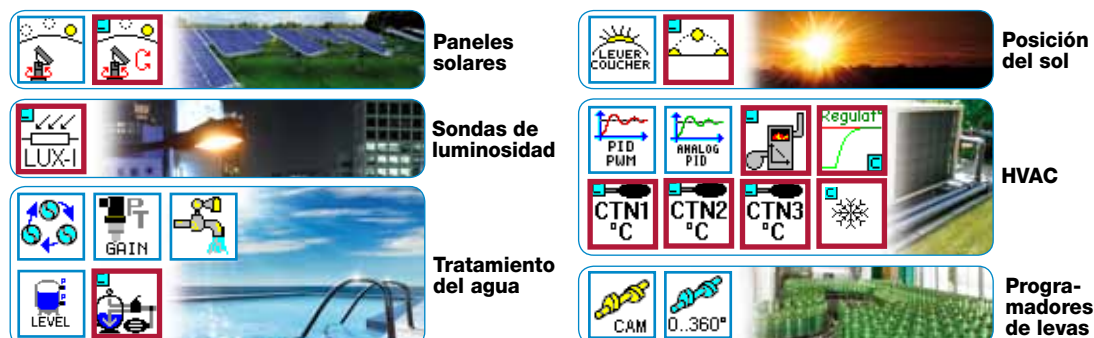 Paneles
solares
LUX-I
Sondas de
luminosidad
PT
GAIN
LEVEL
P
P
Tratamiento
del agua
LEVER
COUCHER
Posición
del sol
PID
PWM
ANALOG
PID
Regulat°
C
CTN1
°C
CTN2
°C
CTN3
°C
HVAC
CAM
0..360°
Progra-
madores
de levas